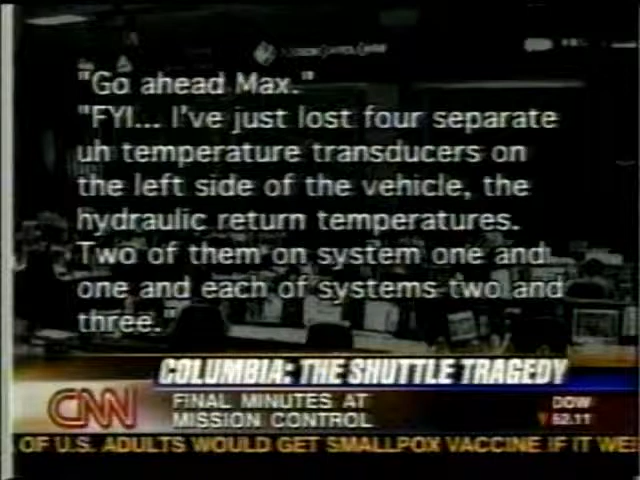 "Go ahead Max."
"FYI... I've just lost four separate
uh temperature transducers on
the left side of the vehicle, the
hydraulic return temperatures.
Two of them on system one and
one and each of systems two and
three.
COLUMBIA: THE SHUTTLE TRAGEDY
CNN
FINAL MINUTES AT
MISSION CONTROL
DOW
▼ 52.11
OF U.S. ADULTS WOULD GET SMALLPOX VACCINE IF IT